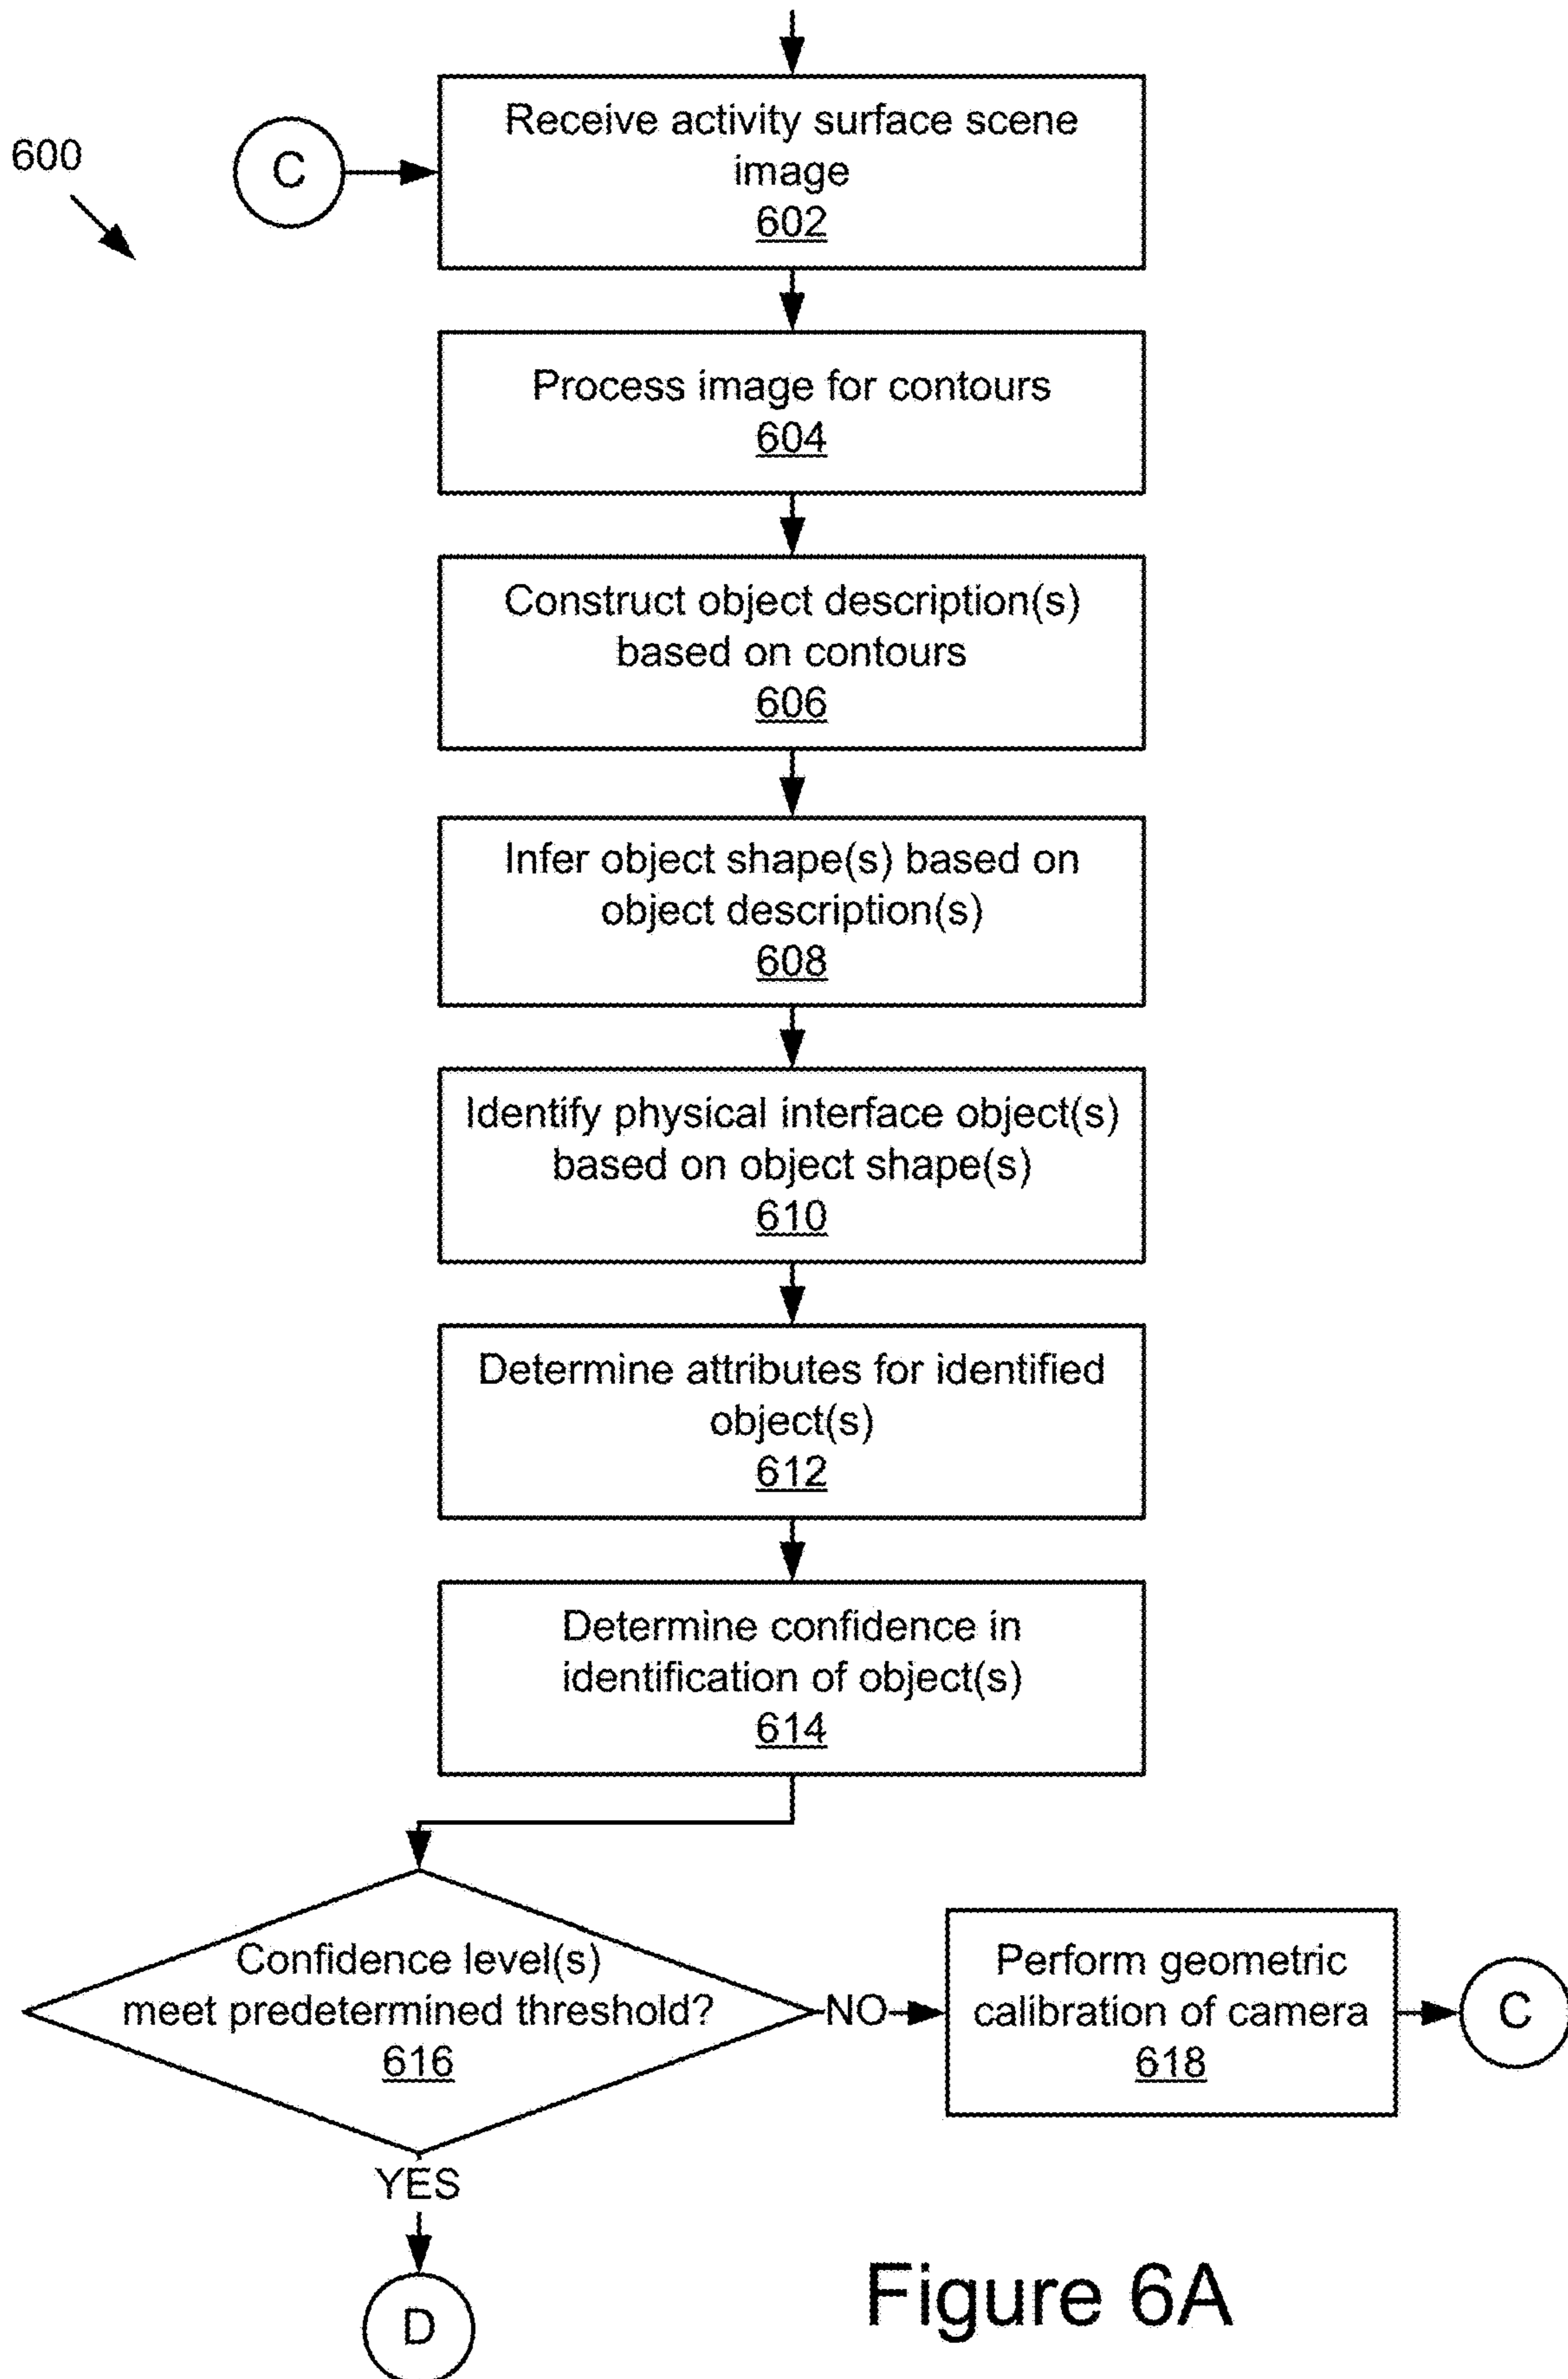 600
C
Receive activity surface scene
image
602
Process image for contours
604
Construct object description(s)
based on contours
606
Infer object shape(s) based on
object description(s)
608
Identify physical interface object(s)
based on object shape(s)
610
Determine attributes for identified
object(s)
612
Determine confidence in
identification of object(s)
614
Confidence level(s)
meet predetermined threshold?
616
NO
Perform geometric
calibration of camera
618
C
YES
D
Figure 6A